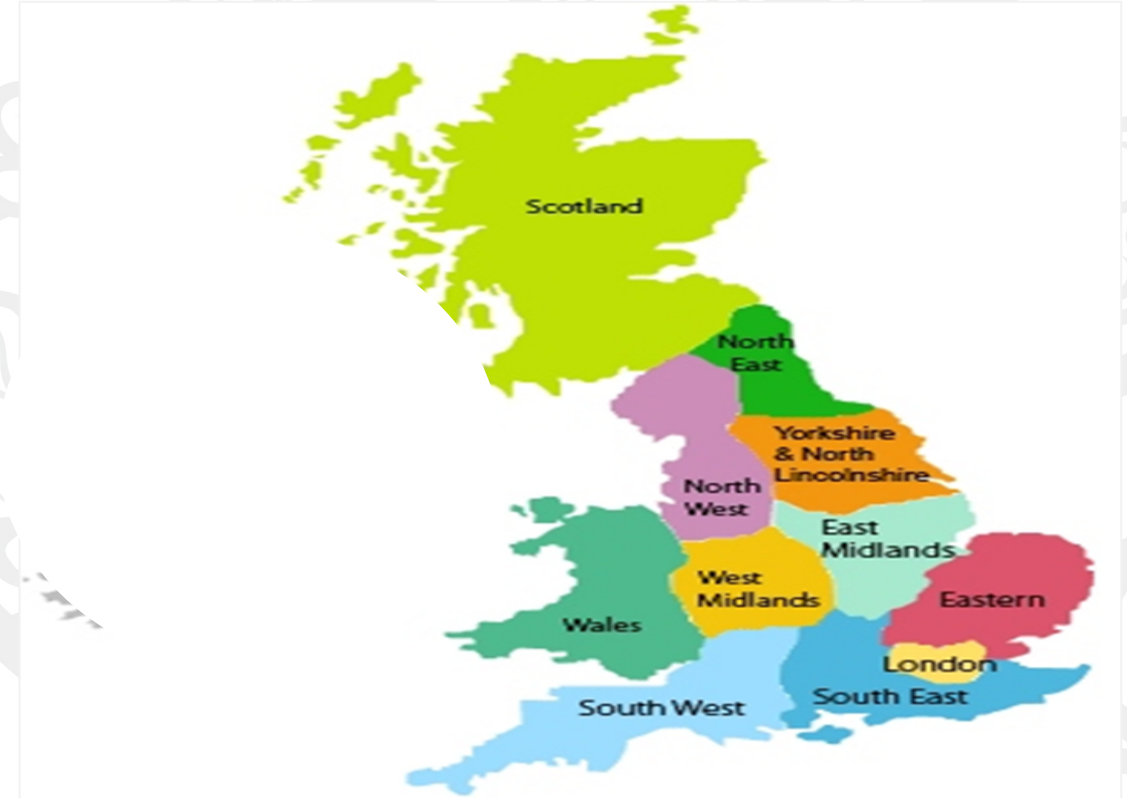 Scotland
North
East
Yorkshire
& North
Lincolnshire
North
West
East
Midlands
West
Midlands
Eastern
Wales
London
South East
South West